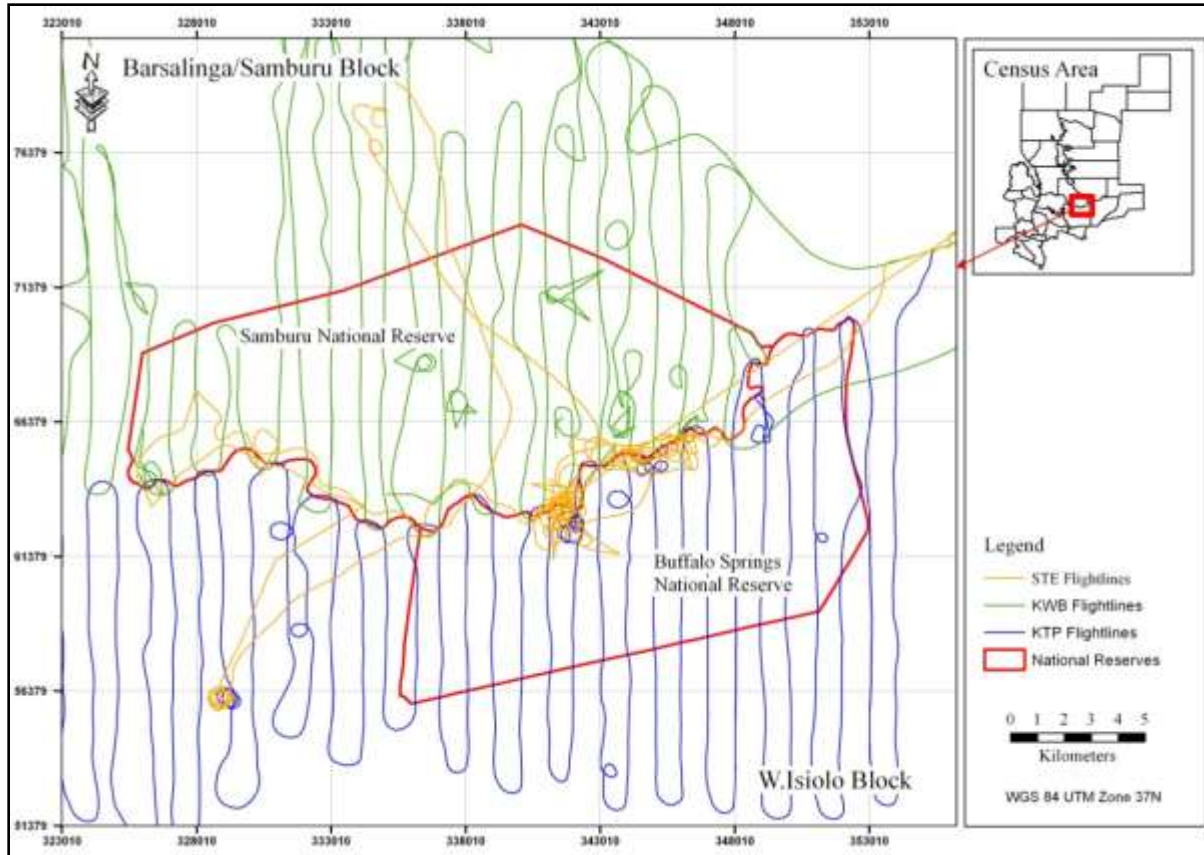 323010 328010 333010 338010 343010 348010 353010
N
Barsalinga/Samburu Block
Census Area
76379
71379
Samburu National Reserve
66379
61379
Buffalo Springs
National Reserve
56379
W.Isiolo Block
51379
323010 328010 333010 338010 343010 348010 353010
Legend
STE Flightlines
KWB Flightlines
KTP Flightlines
National Reserves
0 1 2 3 4 5
Kilometers
WGS 84 UTM Zone 37N